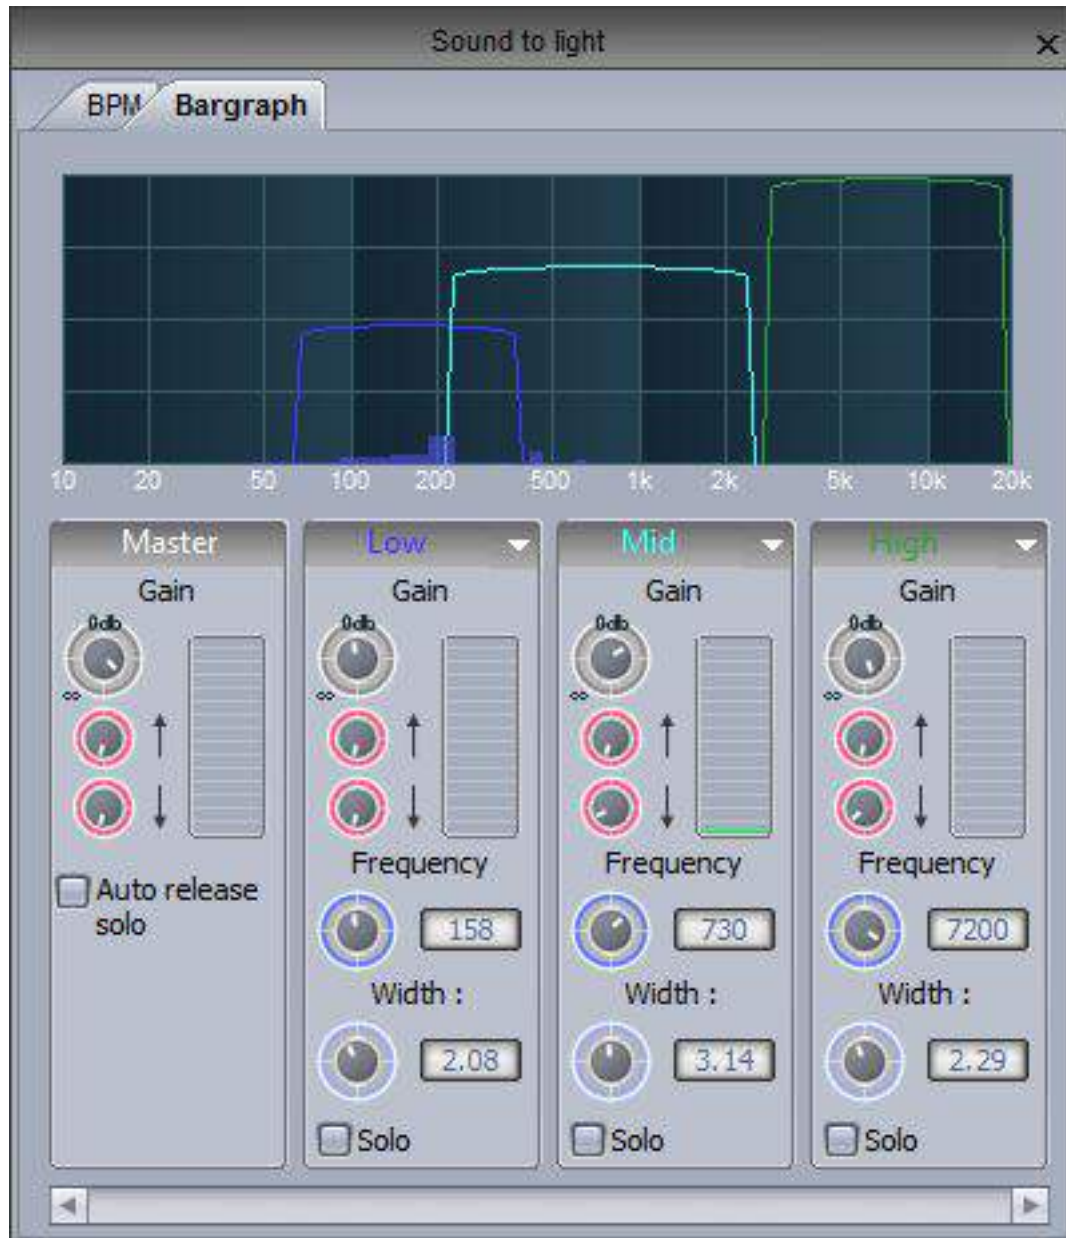 Sound to light
BPM Bargraph
10 20 50 100 200 500 1k 2k 5k 10k 20k
Master Low Mid High
Gain Gain Gain Gain
0db 0db 0db 0db
∞ ∞ ∞ ∞
Frequency Frequency Frequency
Auto release
solo
158 730 7200
Width : Width : Width :
2.08 3.14 2.29
Solo Solo Solo